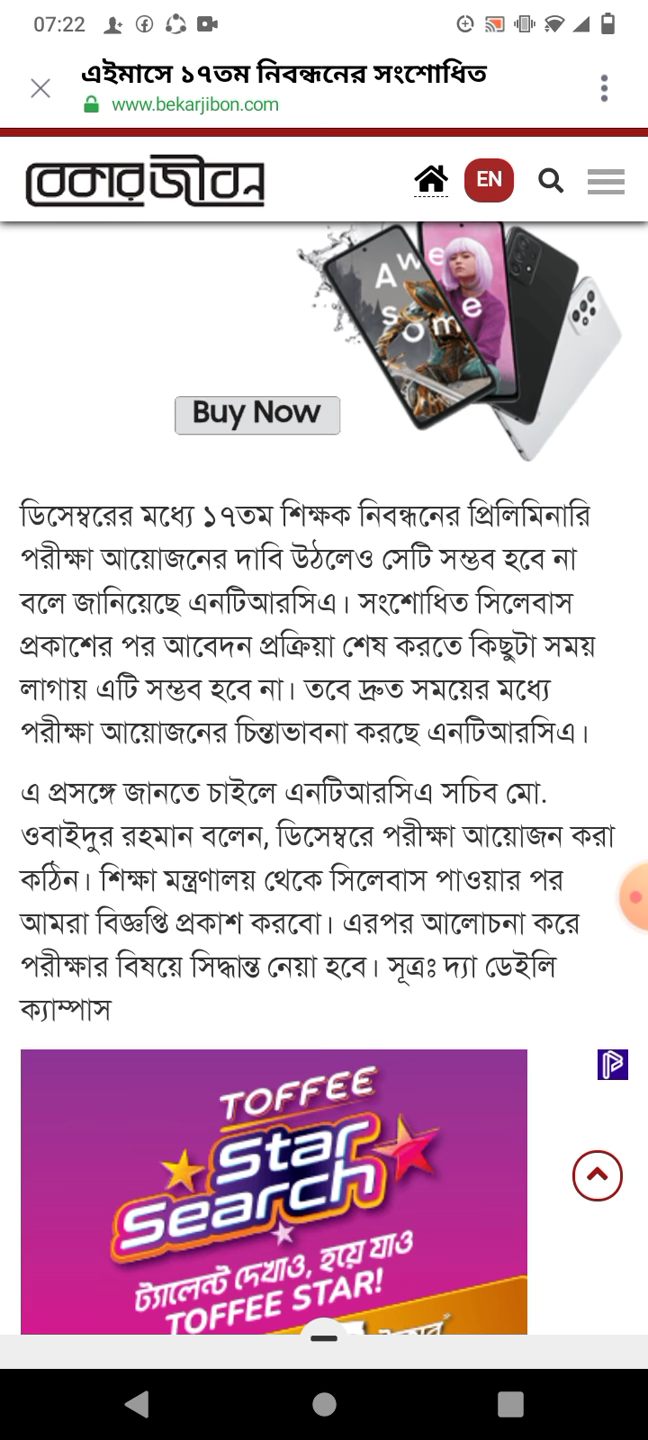 07:22
এইমাসে ১৭তম নিবন্ধনের সংশোধিত
www.bekarjibon.com
বেকার জীবন
EN
Awesome
Buy Now
ডিসেম্বরের মধ্যে ১৭তম শিক্ষক নিবন্ধনের প্রিলিমিনারি
পরীক্ষা আয়োজনের দাবি উঠলেও সেটি সম্ভব হবে না
বলে জানিয়েছে এনটিআরসিএ। সংশোধিত সিলেবাস
প্রকাশের পর আবেদন প্রক্রিয়া শেষ করতে কিছুটা সময়
লাগায় এটি সম্ভব হবে না। তবে দ্রুত সময়ের মধ্যে
পরীক্ষা আয়োজনের চিন্তাভাবনা করছে এনটিআরসিএ।
এ প্রসঙ্গে জানতে চাইলে এনটিআরসিএ সচিব মো.
ওবাইদুর রহমান বলেন, ডিসেম্বরে পরীক্ষা আয়োজন করা
কঠিন। শিক্ষা মন্ত্রণালয় থেকে সিলেবাস পাওয়ার পর
আমরা বিজ্ঞপ্তি প্রকাশ করবো। এরপর আলোচনা করে
পরীক্ষার বিষয়ে সিদ্ধান্ত নেয়া হবে। সূত্রঃ দ্যা ডেইলি
ক্যাম্পাস
TOFFEE
Star
Search
ট্যালেন্ট দেখাও, হয়ে যাও
TOFFEE STAR!